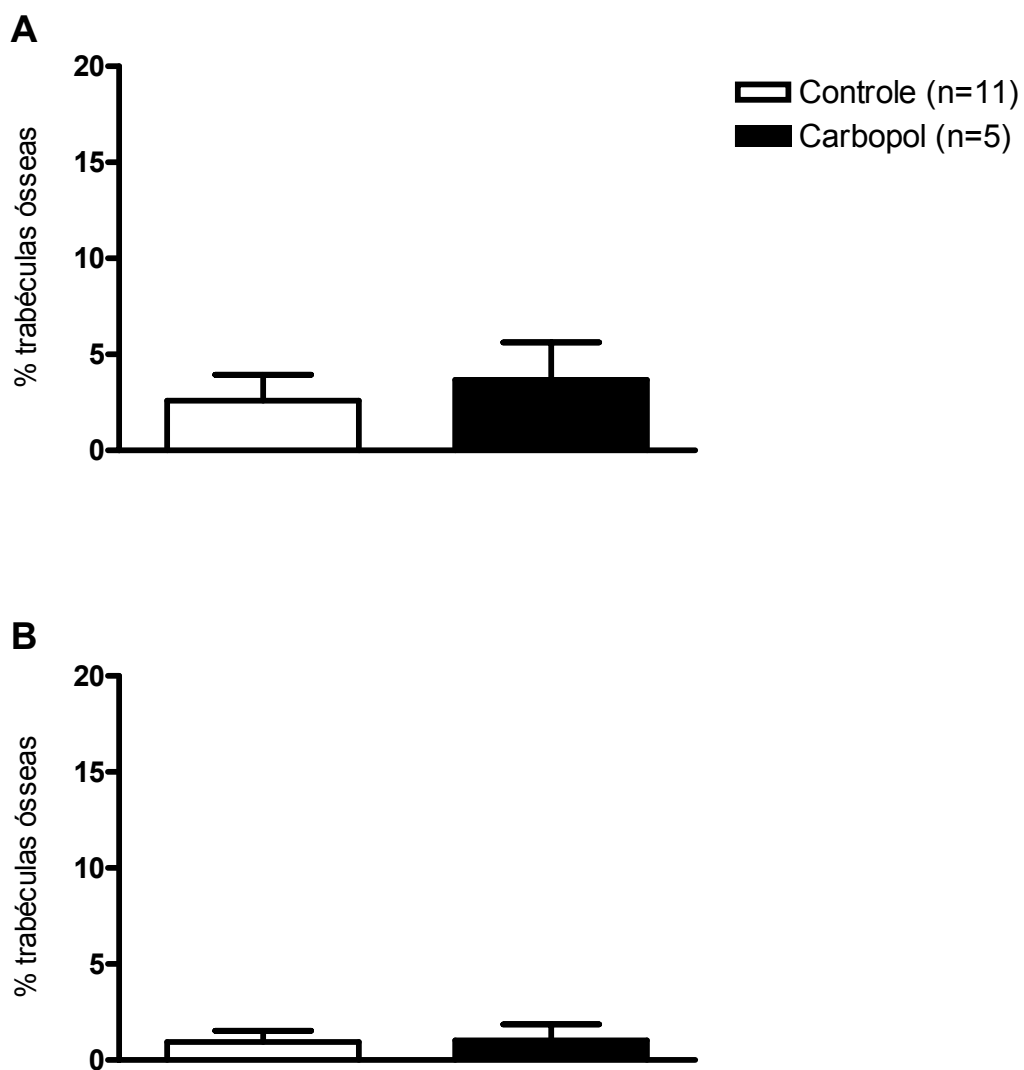 A
20
15
10
5
0
% trabéculas ósseas
Controle (n=11)
Carbopol (n=5)
B
20
15
10
5
0
% trabéculas ósseas